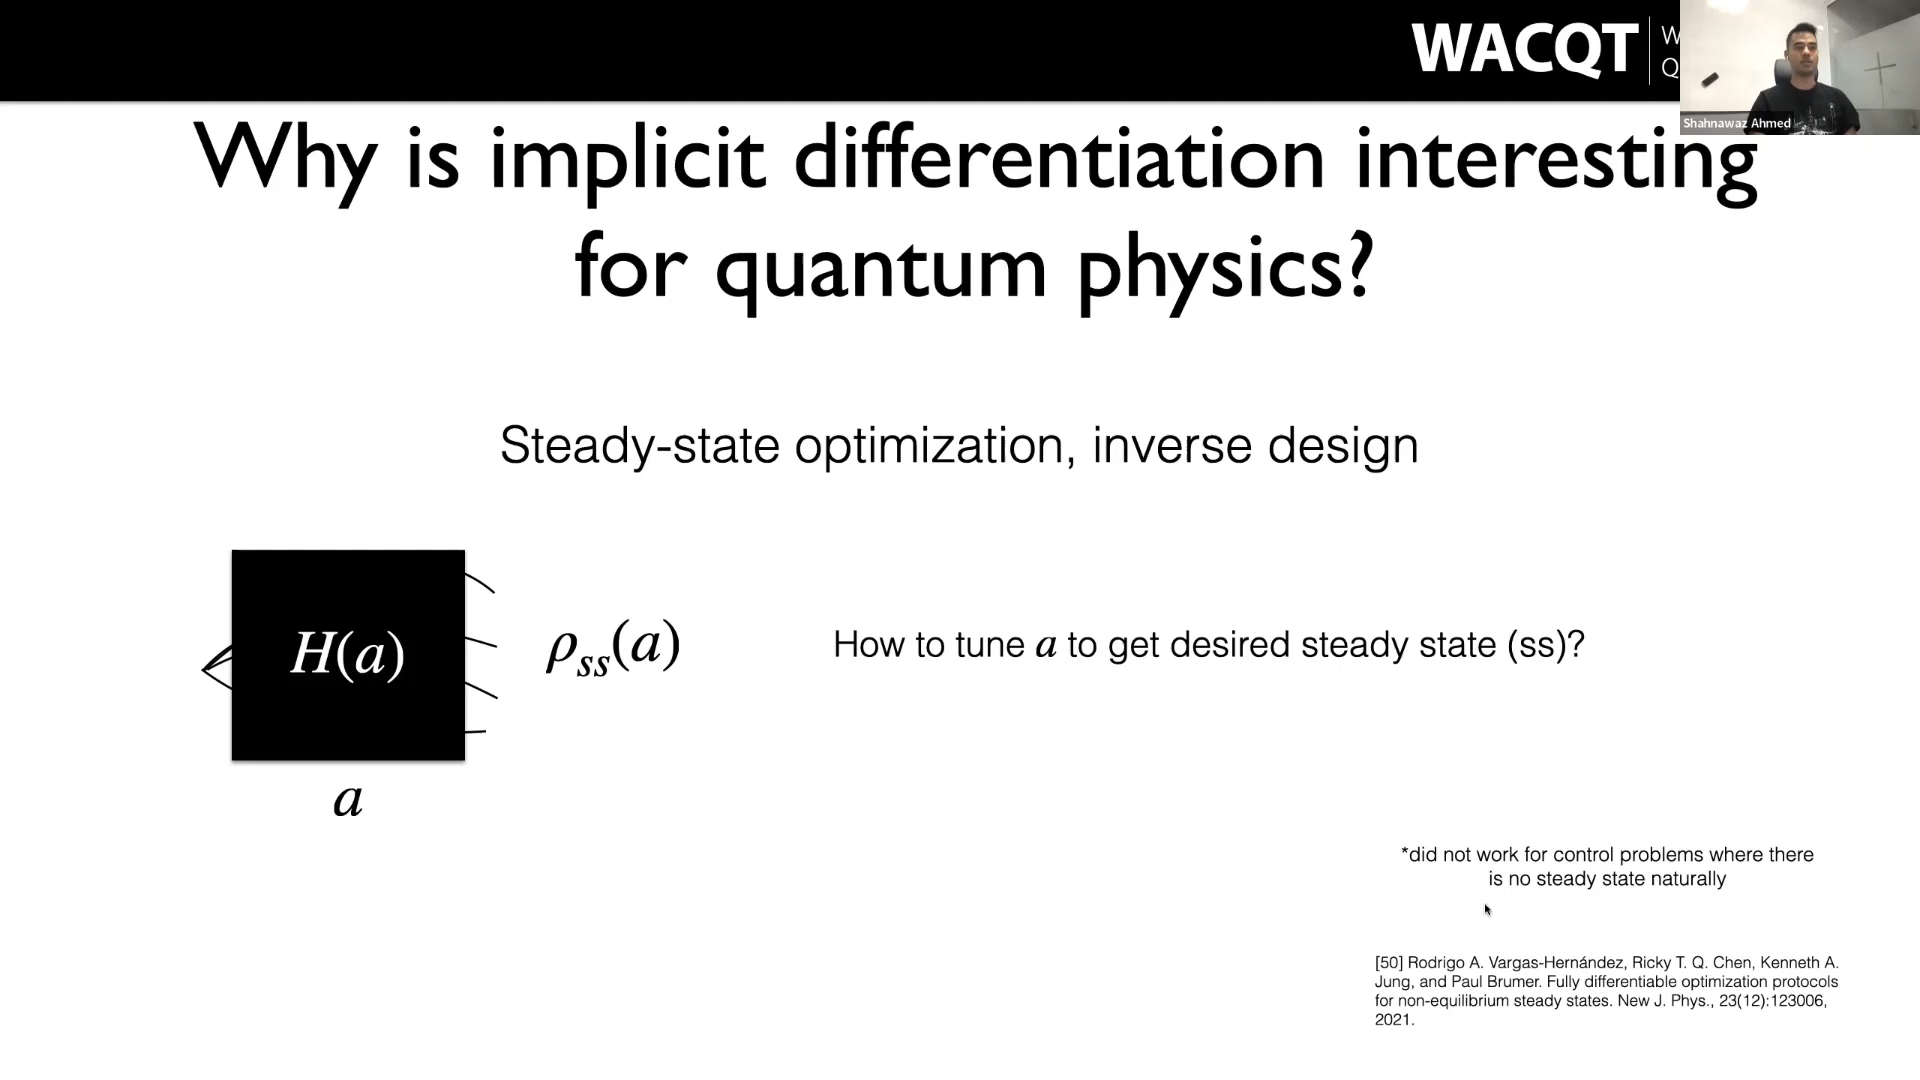 WACQT
W
Q
Shahnawaz Ahmed
Why is implicit differentiation interesting
for quantum physics?
Steady-state optimization, inverse design
H(a)
ρss(a)
How to tune a to get desired steady state (ss)?
a
*did not work for control problems where there
is no steady state naturally
[50] Rodrigo A. Vargas-Hernández, Ricky T. Q. Chen, Kenneth A.
Jung, and Paul Brumer. Fully differentiable optimization protocols
for non-equilibrium steady states. New J. Phys., 23(12):123006,
2021.